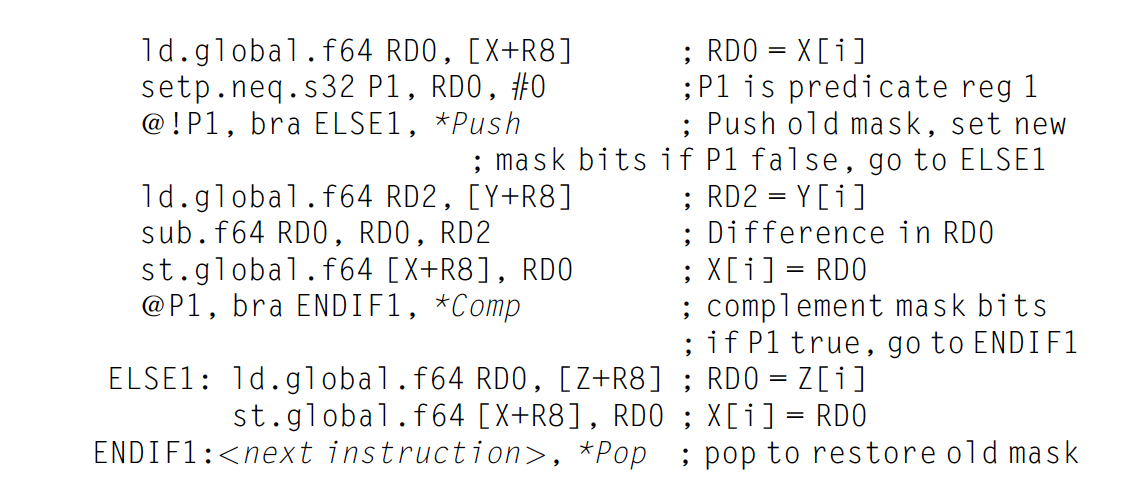 ld.global.f64 RD0, [X+R8] ; RD0 = X[i]
setp.neq.s32 P1, RD0, #0 ;P1 is predicate reg 1
@!P1, bra ELSE1, *Push ; Push old mask, set new
; mask bits if P1 false, go to ELSE1
ld.global.f64 RD2, [Y+R8] ; RD2 = Y[i]
sub.f64 RD0, RD0, RD2 ; Difference in RD0
st.global.f64 [X+R8], RD0 ; X[i] = RD0
@P1, bra ENDIF1, *Comp ; complement mask bits
; if P1 true, go to ENDIF1
ELSE1: ld.global.f64 RD0, [Z+R8] ; RD0 = Z[i]
st.global.f64 [X+R8], RD0 ; X[i] = RD0
ENDIF1:<next instruction>, *Pop ; pop to restore old mask